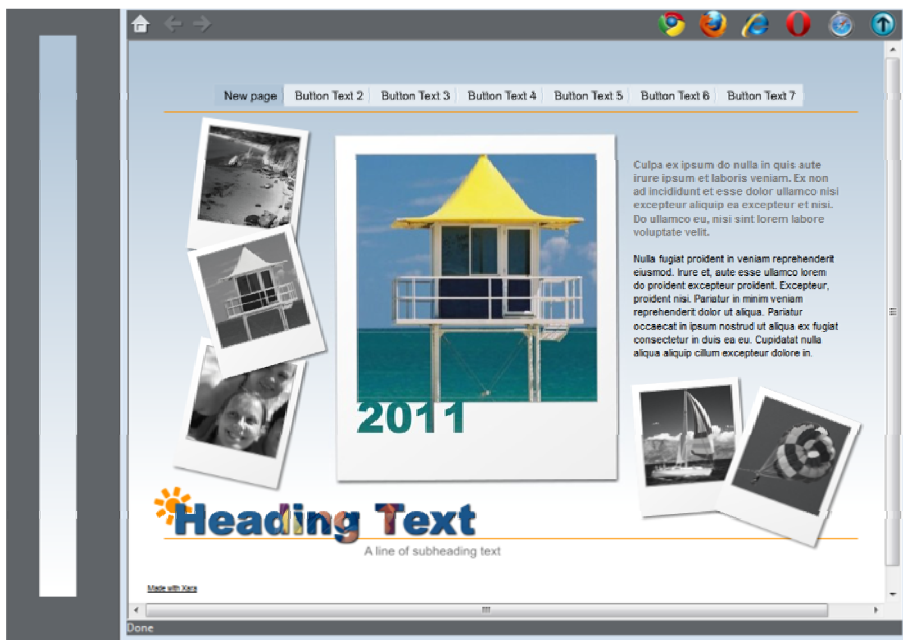 New page Button Text 2 Button Text 3 Button Text 4 Button Text 5 Button Text 6 Button Text 7
Culpa ex ipsum do nulla in quis aute
irure ipsum et laboris veniam. Ex non
ad incididunt et esse dolor ullamco nisi
excepteur aliquip ea excepteur et nisi.
Do ullamco eu, nisi sint lorem labore
voluptate velit.
Nulla fugiat proident in veniam reprehenderit
eiusmod. Irure et, aute esse ullamco lorem
do proident excepteur proident. Excepteur,
proident nisi. Pariatur in minim veniam
reprehenderit dolor ut aliqua. Pariatur
occaecat in ipsum nostrud ut aliqua ex fugiat
consectetur in duis ea eu. Cupidatat nulla
aliqua aliquip cillum excepteur dolore in.
2011
Heading Text
A line of subheading text
Made with Xara
Done